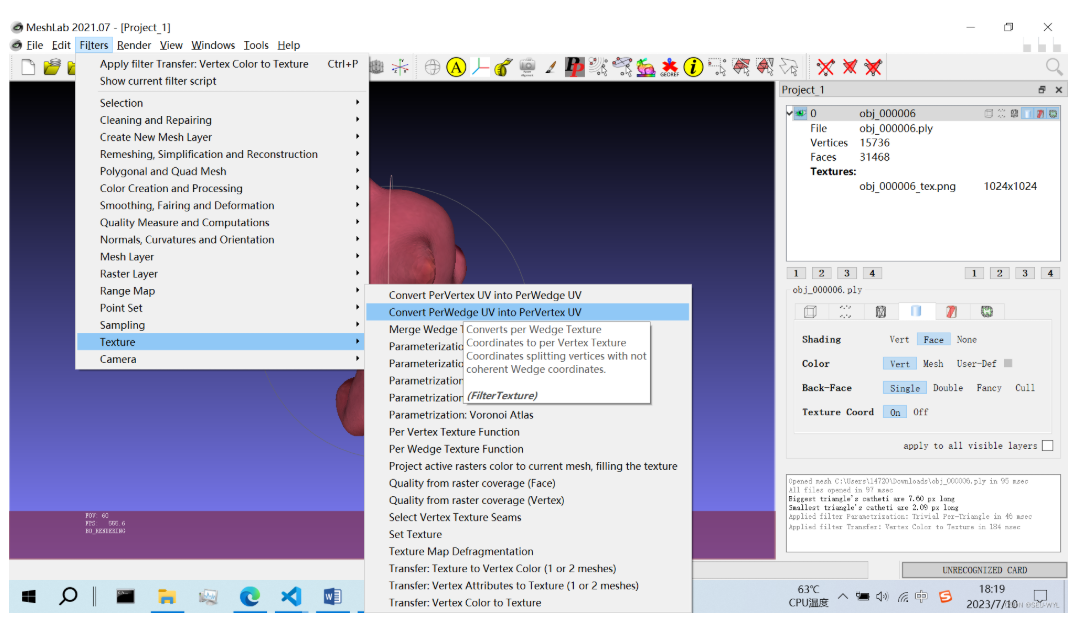 MeshLab 2021.07 - [Project_1]
File Edit Filters Render View Windows Tools Help
Apply filter Transfer: Vertex Color to Texture Ctrl+P
Show current filter script
Selection
Cleaning and Repairing
Create New Mesh Layer
Remeshing, Simplification and Reconstruction
Polygonal and Quad Mesh
Color Creation and Processing
Smoothing, Fairing and Deformation
Quality Measure and Computations
Normals, Curvatures and Orientation
Mesh Layer
Raster Layer
Range Map
Point Set
Sampling
Texture
Camera
Convert PerVertex UV into PerWedge UV
Convert PerWedge UV into PerVertex UV
Merge Wedge T
Parameterizatio
Parameterizatio
Parametrization
Parametrization
Parametrization: Voronoi Atlas
Per Vertex Texture Function
Per Wedge Texture Function
Project active rasters color to current mesh, filling the texture
Quality from raster coverage (Face)
Quality from raster coverage (Vertex)
Select Vertex Texture Seams
Set Texture
Texture Map Defragmentation
Transfer: Texture to Vertex Color (1 or 2 meshes)
Transfer: Vertex Attributes to Texture (1 or 2 meshes)
Transfer: Vertex Color to Texture
Converts per Wedge Texture
Coordinates to per Vertex Texture
Coordinates splitting vertices with not
coherent Wedge coordinates.
(FilterTexture)
A
PP
GEOREF
i
FOV 60
FPS 555.6
BO_RENDERING
Project_1
0 obj_000006
File obj_000006.ply
Vertices 15736
Faces 31468
Textures:
obj_000006_tex.png 1024x1024
1 2 3 4 1 2 3 4
obj_000006.ply
Shading Vert Face None
Color Vert Mesh User-Def
Back-Face Single Double Fancy Cull
Texture Coord On Off
apply to all visible layers
Opened mesh C:\Users\14720\Downloads\obj_000006.ply in 95 msec
All files opened in 97 msec
Biggest triangle's catheti are 7.60 px long
Smallest triangle's catheti are 2.09 px long
Applied filter Parametrization: Trivial Per-Triangle in 46 msec
Applied filter Transfer: Vertex Color to Texture in 184 msec
UNRECOGNIZED CARD
63℃
CPU温度
中
S
18:19
2023/7/10